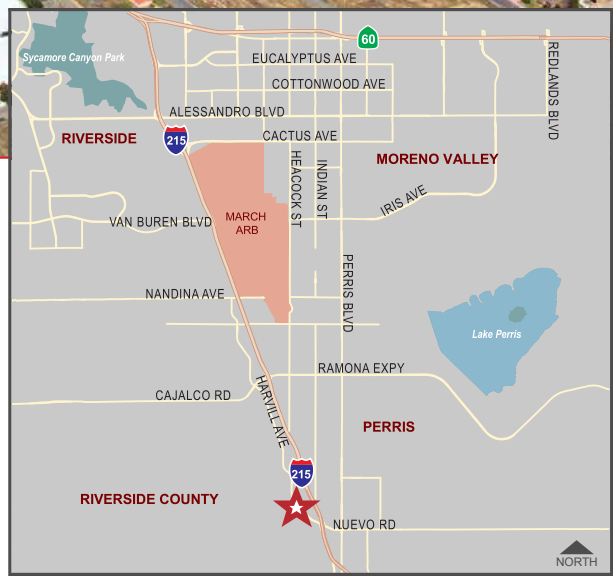 60
Sycamore Canyon Park
EUCALYPTUS AVE
REDLANDS BLVD
COTTONWOOD AVE
ALESSANDRO BLVD
RIVERSIDE
215
CACTUS AVE
MORENO VALLEY
HEACOCK ST
INDIAN ST
IRIS AVE
VAN BUREN BLVD
MARCH
ARB
PERRIS BLVD
NANDINA AVE
Lake Perris
RAMONA EXPY
CAJALCO RD
HARVILL AVE
PERRIS
215
RIVERSIDE COUNTY
NUEVO RD
NORTH